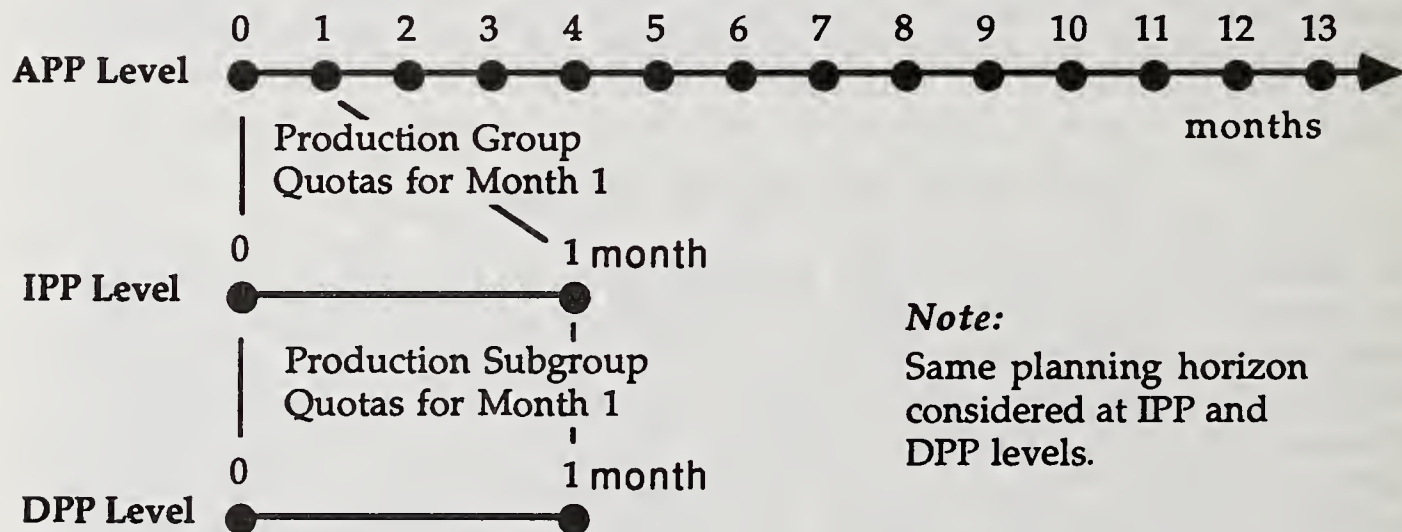 0 1 2 3 4 5 6 7 8 9 10 11 12 13
APP Level
months
Production Group
Quotas for Month 1
0 1 month
IPP Level
Production Subgroup
Quotas for Month 1
0 1 month
DPP Level
Note:
Same planning horizon
considered at IPP and
DPP levels.